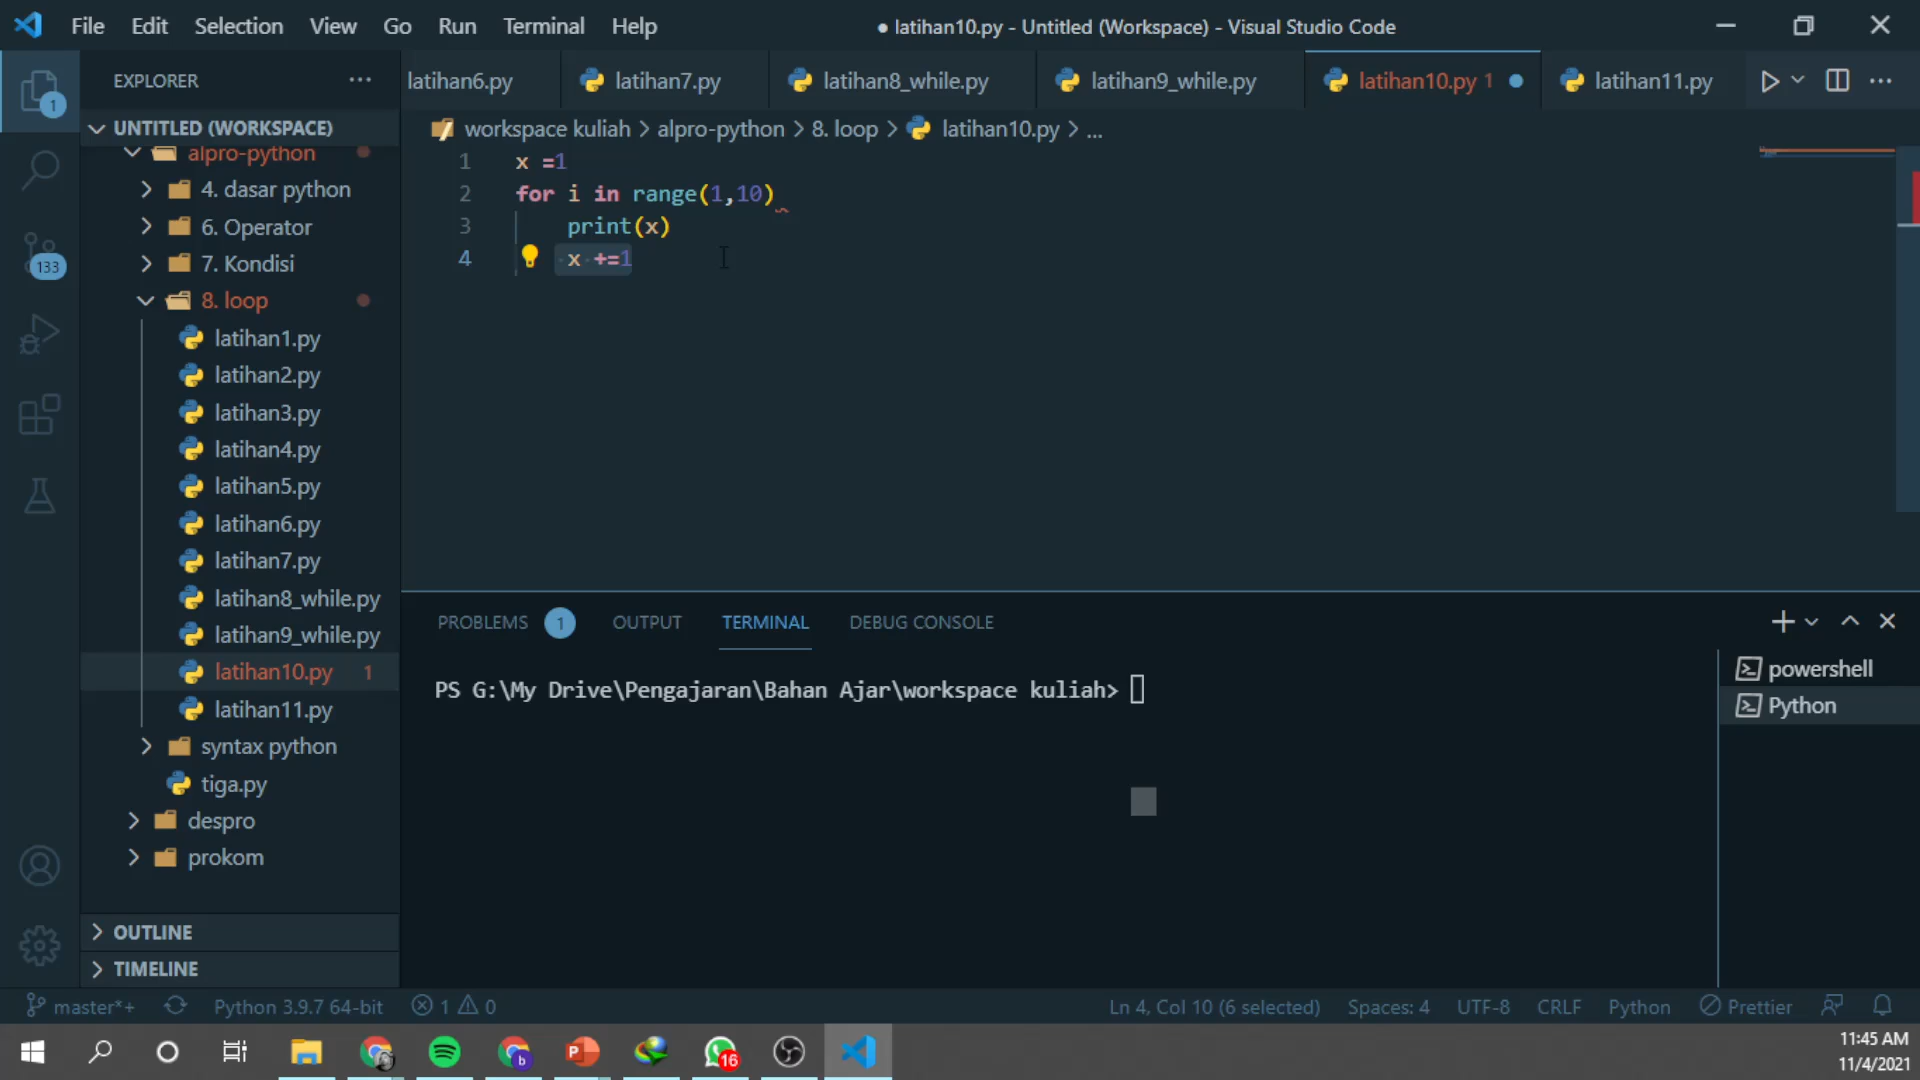 File Edit Selection View Go Run Terminal Help
● latihan10.py - Untitled (Workspace) - Visual Studio Code
EXPLORER
latihan6.py latihan7.py latihan8_while.py latihan9_while.py latihan10.py 1 latihan11.py
UNTITLED (WORKSPACE)
workspace kuliah > alpro-python > 8. loop > latihan10.py > ...
1
133
alpro-python
4. dasar python
6. Operator
7. Kondisi
8. loop
latihan1.py
latihan2.py
latihan3.py
latihan4.py
latihan5.py
latihan6.py
latihan7.py
latihan8_while.py
latihan9_while.py
latihan10.py 1
latihan11.py
syntax python
tiga.py
despro
prokom
OUTLINE
TIMELINE
1 x =1
2 for i in range(1,10)
3 print(x)
4 x +=1
PROBLEMS 1 OUTPUT TERMINAL DEBUG CONSOLE
PS G:\My Drive\Pengajaran\Bahan Ajar\workspace kuliah>
powershell
Python
master*+ Python 3.9.7 64-bit 1 0 Ln 4, Col 10 (6 selected) Spaces: 4 UTF-8 CRLF Python Prettier
b P 16
11:45 AM
11/4/2021